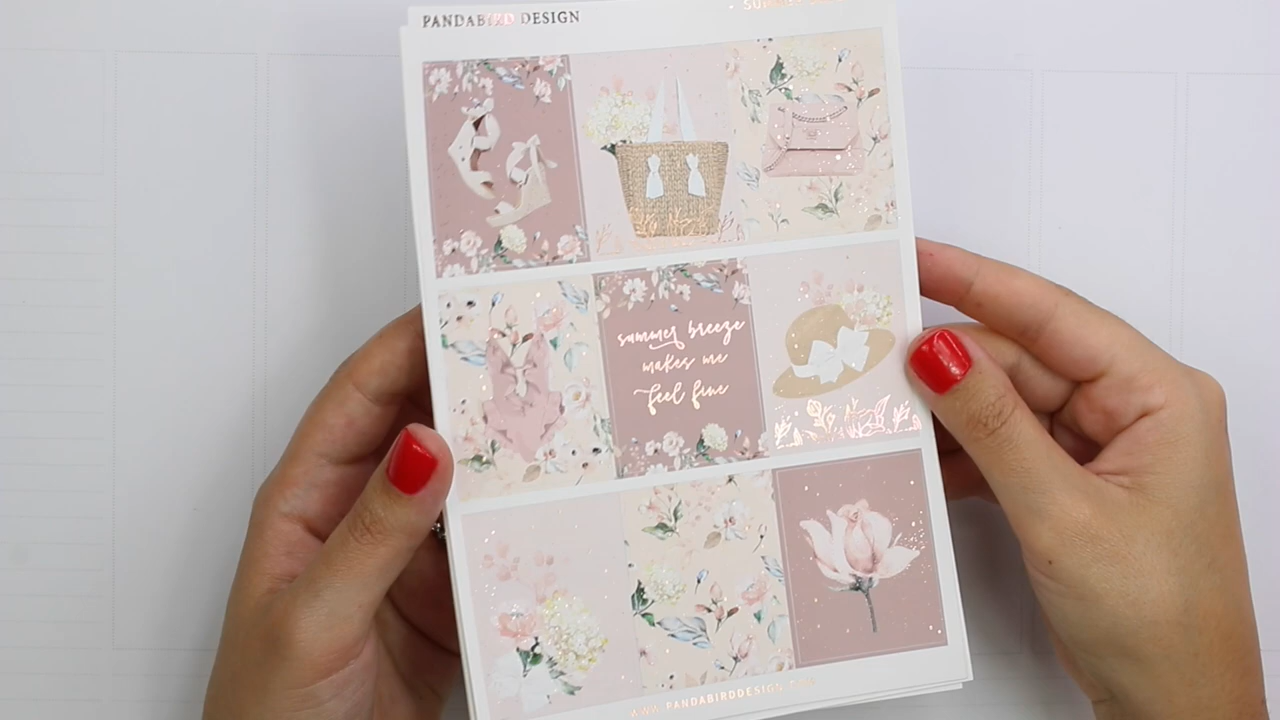 PANDABIRD DESIGN
summer breeze
makes me
feel fine
WWW.PANDABIRDDESIGN.COM